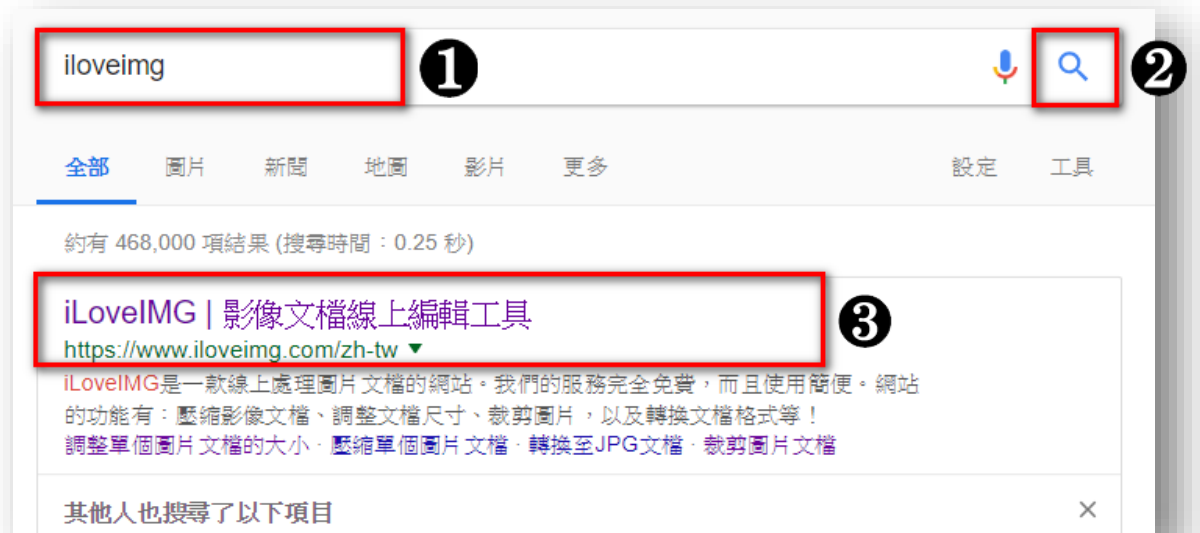 iloveimg
❶
❷
全部 圖片 新聞 地圖 影片 更多 設定 工具
約有 468,000 項結果 (搜尋時間：0.25 秒)
iLoveIMG | 影像文檔線上編輯工具
https://www.iloveimg.com/zh-tw ▼
❸
iLoveIMG是一款線上處理圖片文檔的網站。我們的服務完全免費，而且使用簡便。網站
的功能有：壓縮影像文檔、調整文檔尺寸、裁剪圖片，以及轉換文檔格式等！
調整單個圖片文檔的大小 · 壓縮單個圖片文檔 · 轉換至JPG文檔 · 裁剪圖片文檔
其他人也搜尋了以下項目